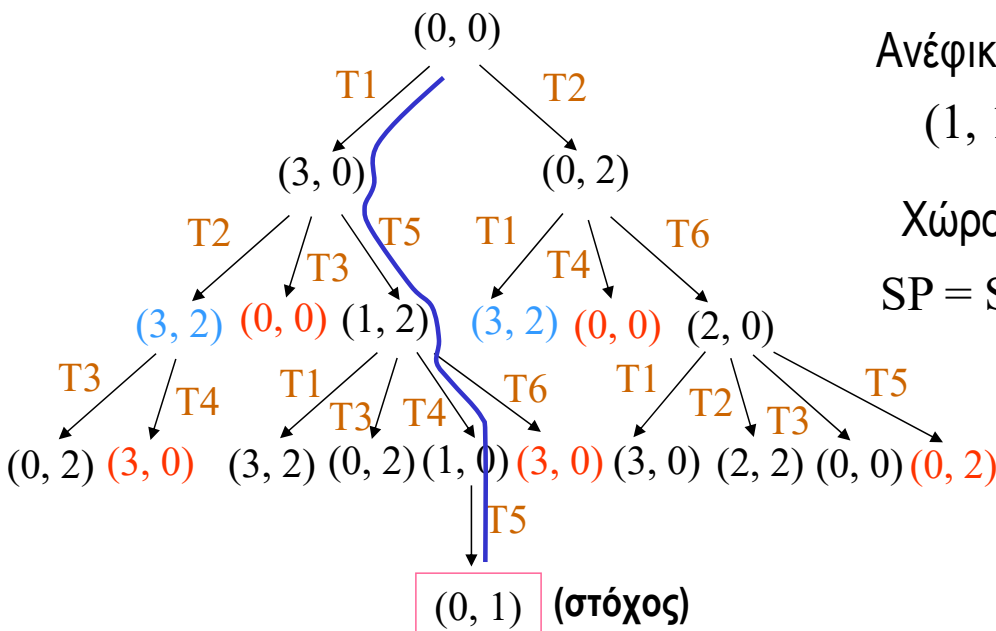 (0, 0)
Ανέφικ
T1 T2
(1, 1
(3, 0) (0, 2)
Χώρο
T2 T3 T5 T1 T4 T6
SP = S
(3, 2) (0, 0) (1, 2) (3, 2) (0, 0) (2, 0)
T3 T4 T1 T3 T4 T6 T1 T2 T3 T5
(0, 2) (3, 0) (3, 2) (0, 2) (1, 0) (3, 0) (3, 0) (2, 2) (0, 0) (0, 2)
T5
(0, 1) (στόχος)